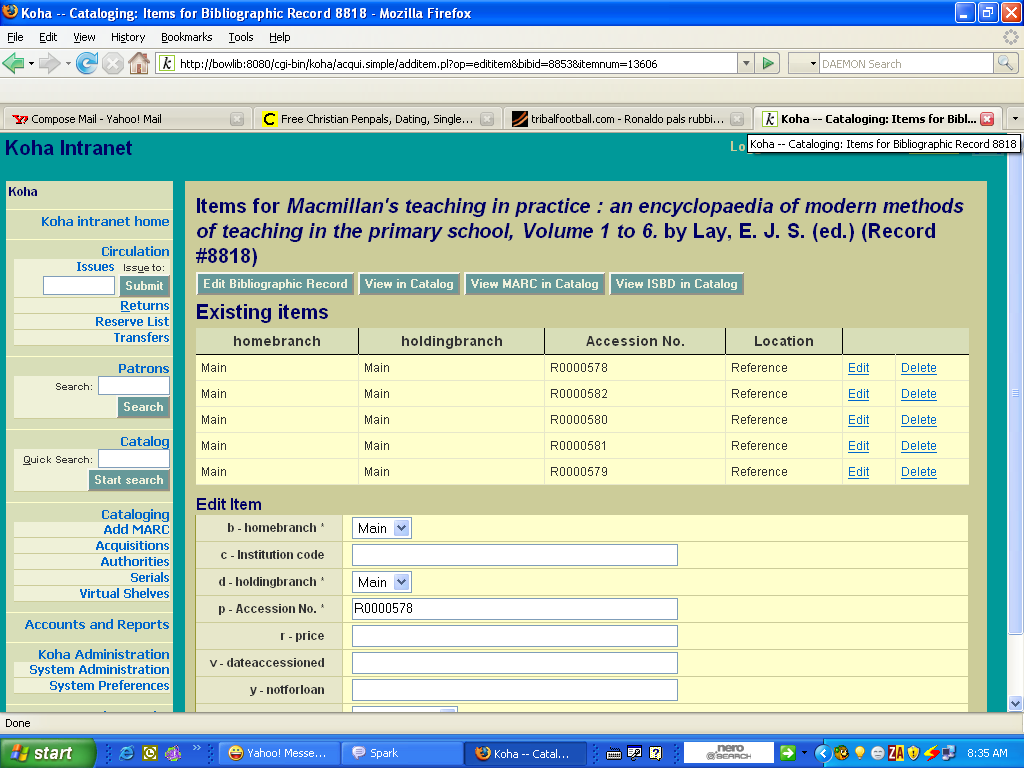 Koha -- Cataloging: Items for Bibliographic Record 8818 - Mozilla Firefox
File Edit View History Bookmarks Tools Help
http://bowlib:8080/cgi-bin/koha/acqui.simple/additem.pl?op=edititem&bibid=8853&itemnum=13606
DAEMON Search
Compose Mail - Yahoo! Mail
Free Christian Penpals, Dating, Single...
tribalfootball.com - Ronaldo pals rubbi...
Koha -- Cataloging: Items for Bibl...
Koha Intranet
Lo
Koha -- Cataloging: Items for Bibliographic Record 8818
Koha
Koha intranet home
Circulation
Issues Issue to:
Submit
Returns
Reserve List
Transfers
Patrons
Search:
Search
Catalog
Quick Search:
Start search
Cataloging
Add MARC
Acquisitions
Authorities
Serials
Virtual Shelves
Accounts and Reports
Koha Administration
System Administration
System Preferences
Items for Macmillan's teaching in practice : an encyclopaedia of modern methods
of teaching in the primary school, Volume 1 to 6. by Lay, E. J. S. (ed.) (Record
#8818)
Edit Bibliographic Record View in Catalog View MARC in Catalog View ISBD in Catalog
Existing items
homebranch holdingbranch Accession No. Location
Main Main R0000578 Reference Edit Delete
Main Main R0000582 Reference Edit Delete
Main Main R0000580 Reference Edit Delete
Main Main R0000581 Reference Edit Delete
Main Main R0000579 Reference Edit Delete
Edit Item
b - homebranch * Main
c - Institution code
d - holdingbranch * Main
p - Accession No. * R0000578
r - price
v - dateaccessioned
y - notforloan
Done
start
Yahoo! Messe...
Spark
Koha -- Catal...
nero
SEARCH
ZA
8:35 AM